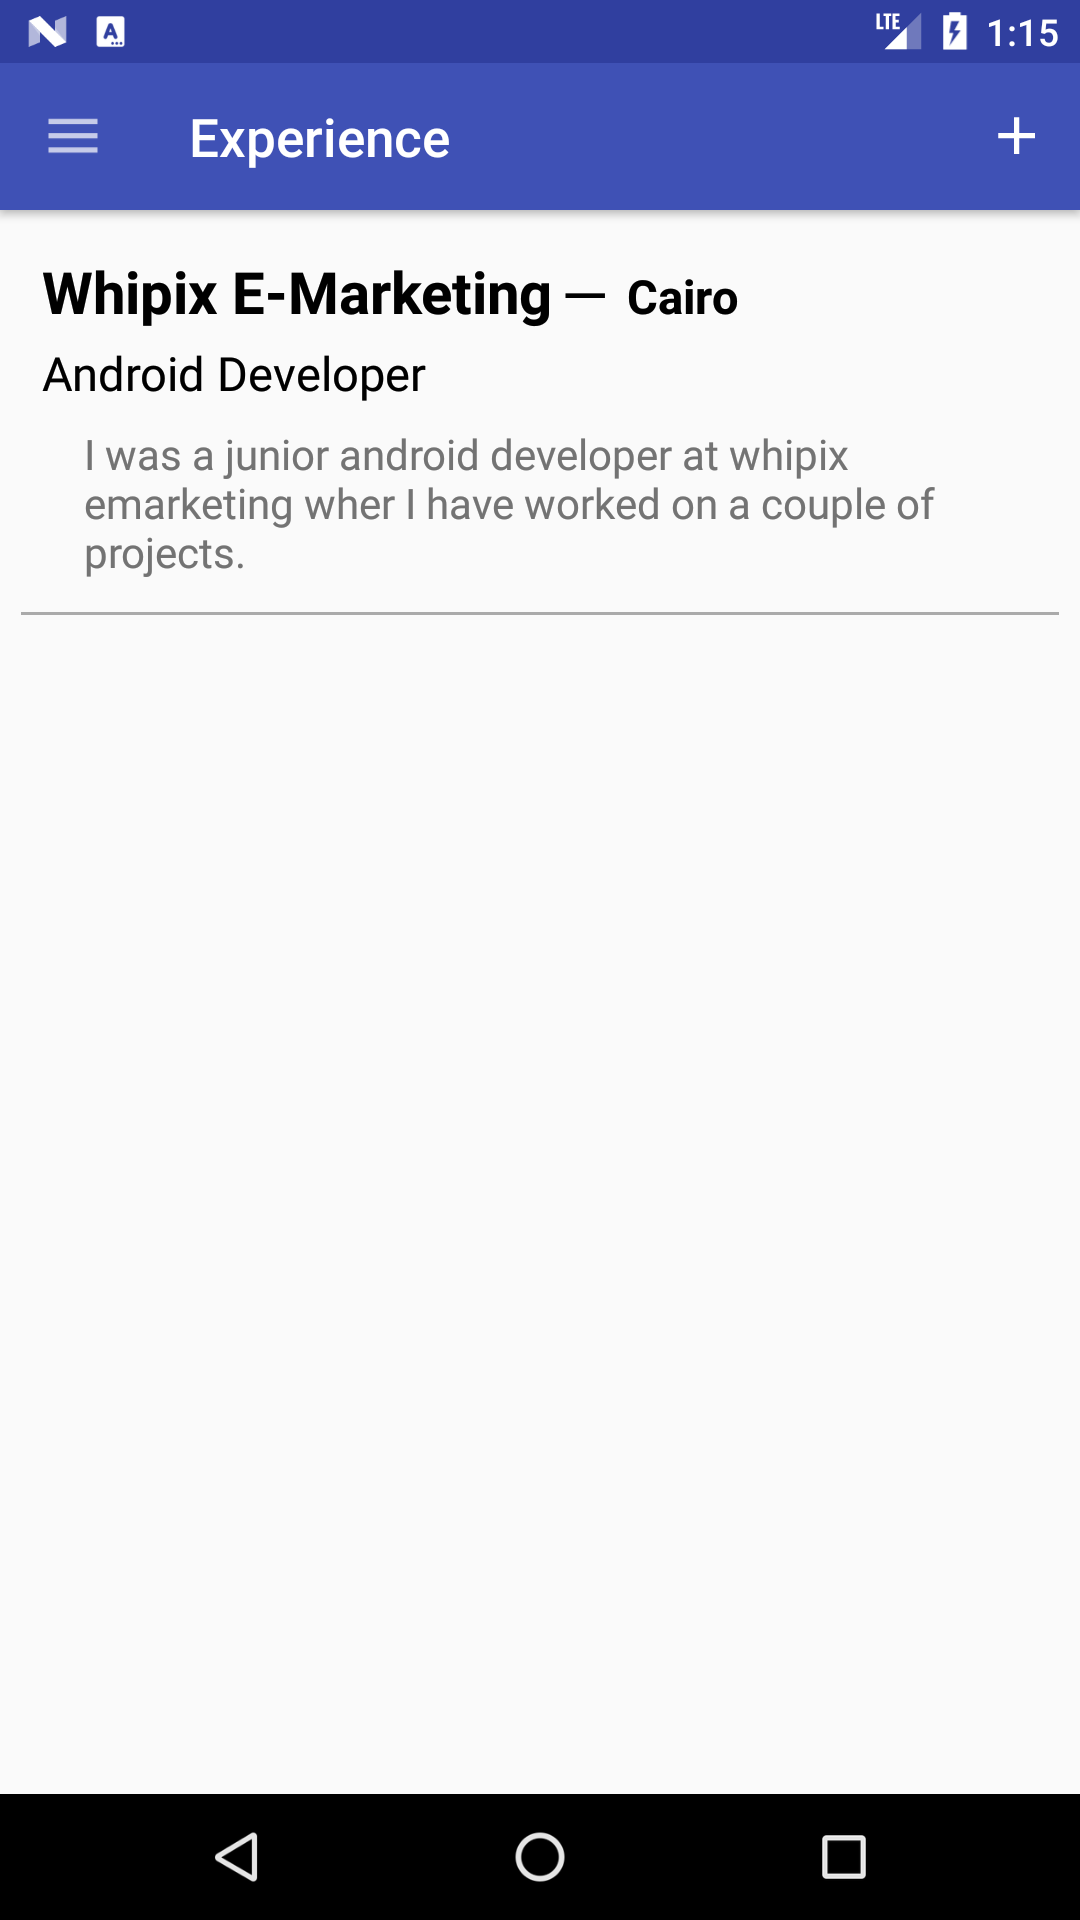 LTE 1:15
Experience +
Whipix E-Marketing — Cairo
Android Developer
I was a junior android developer at whipix
emarketing wher I have worked on a couple of
projects.